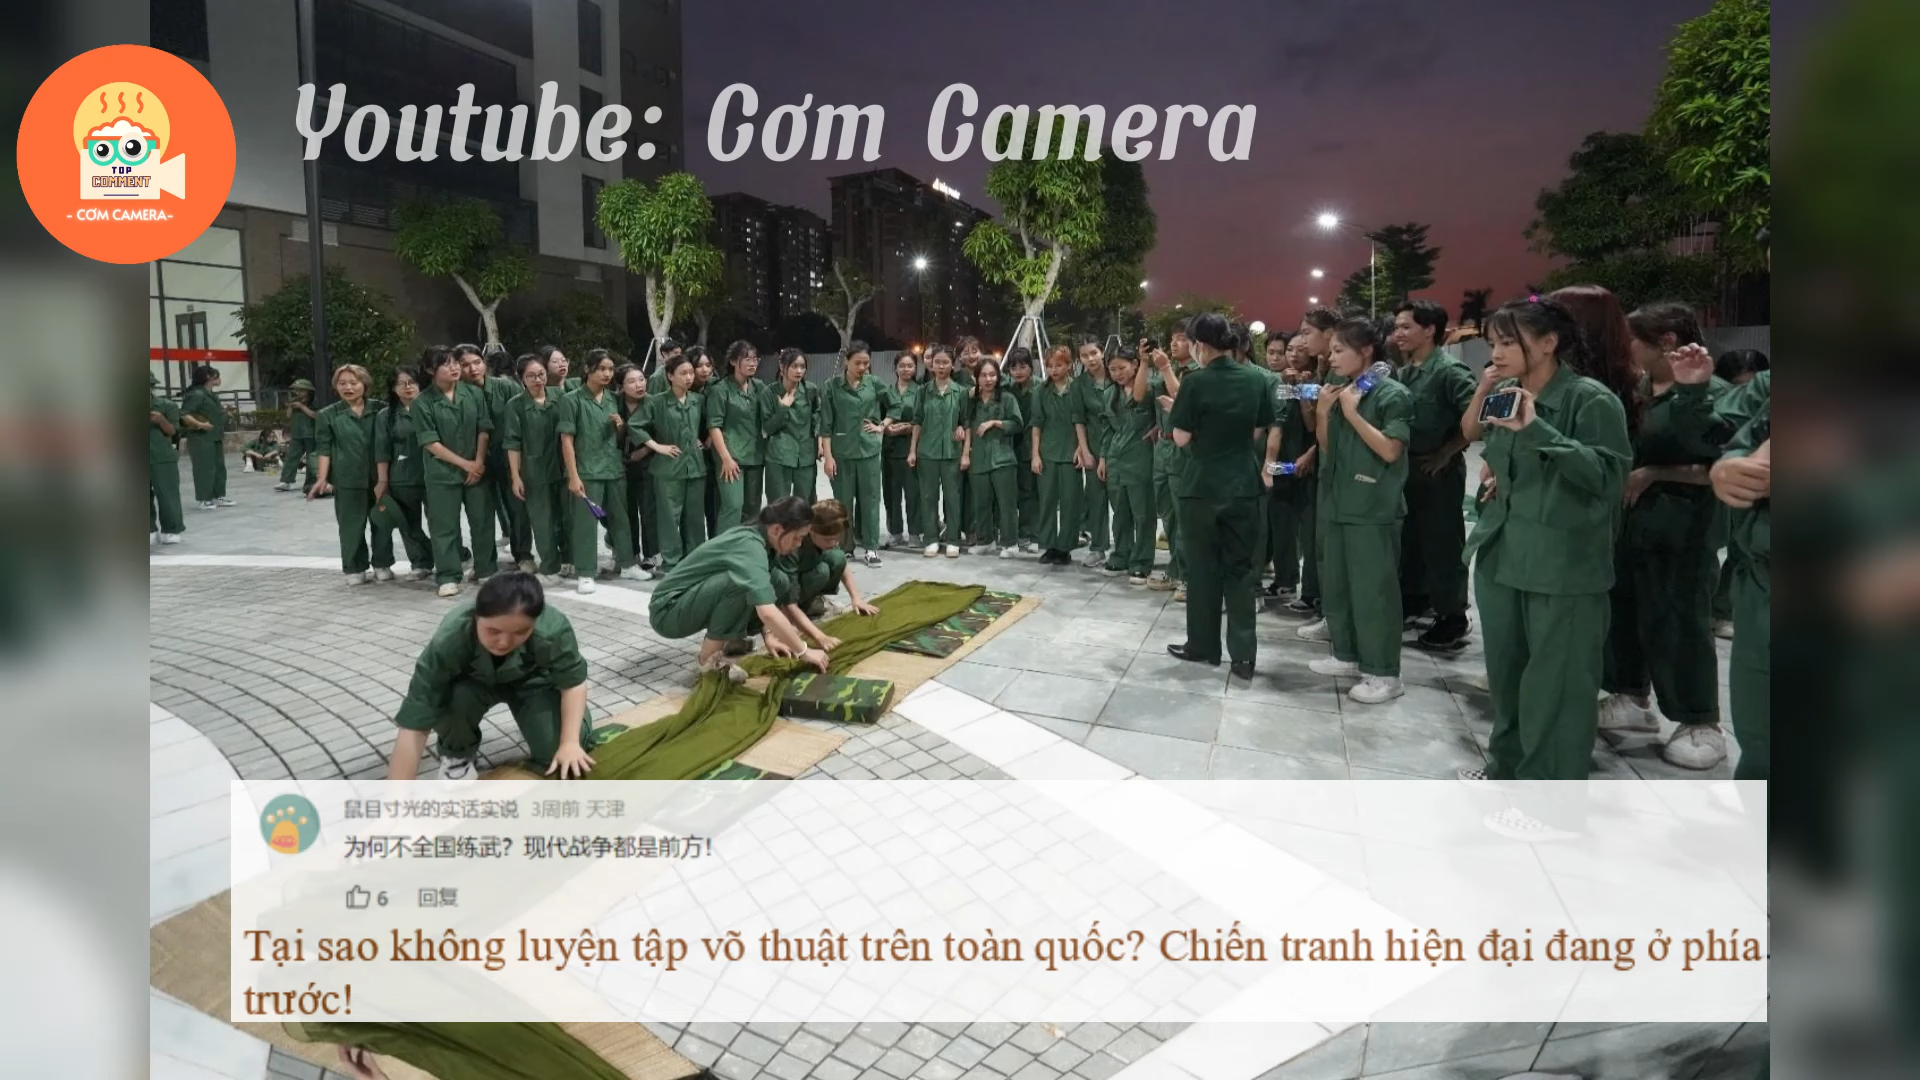 Youtube: Cơm Camera
TOP
COMMENT
- CƠM CAMERA-
鼠目寸光的实话实说 3周前 天津
为何不全国练武？现代战争都是前方！
6 回复
Tại sao không luyện tập võ thuật trên toàn quốc? Chiến tranh hiện đại đang ở phía
trước!